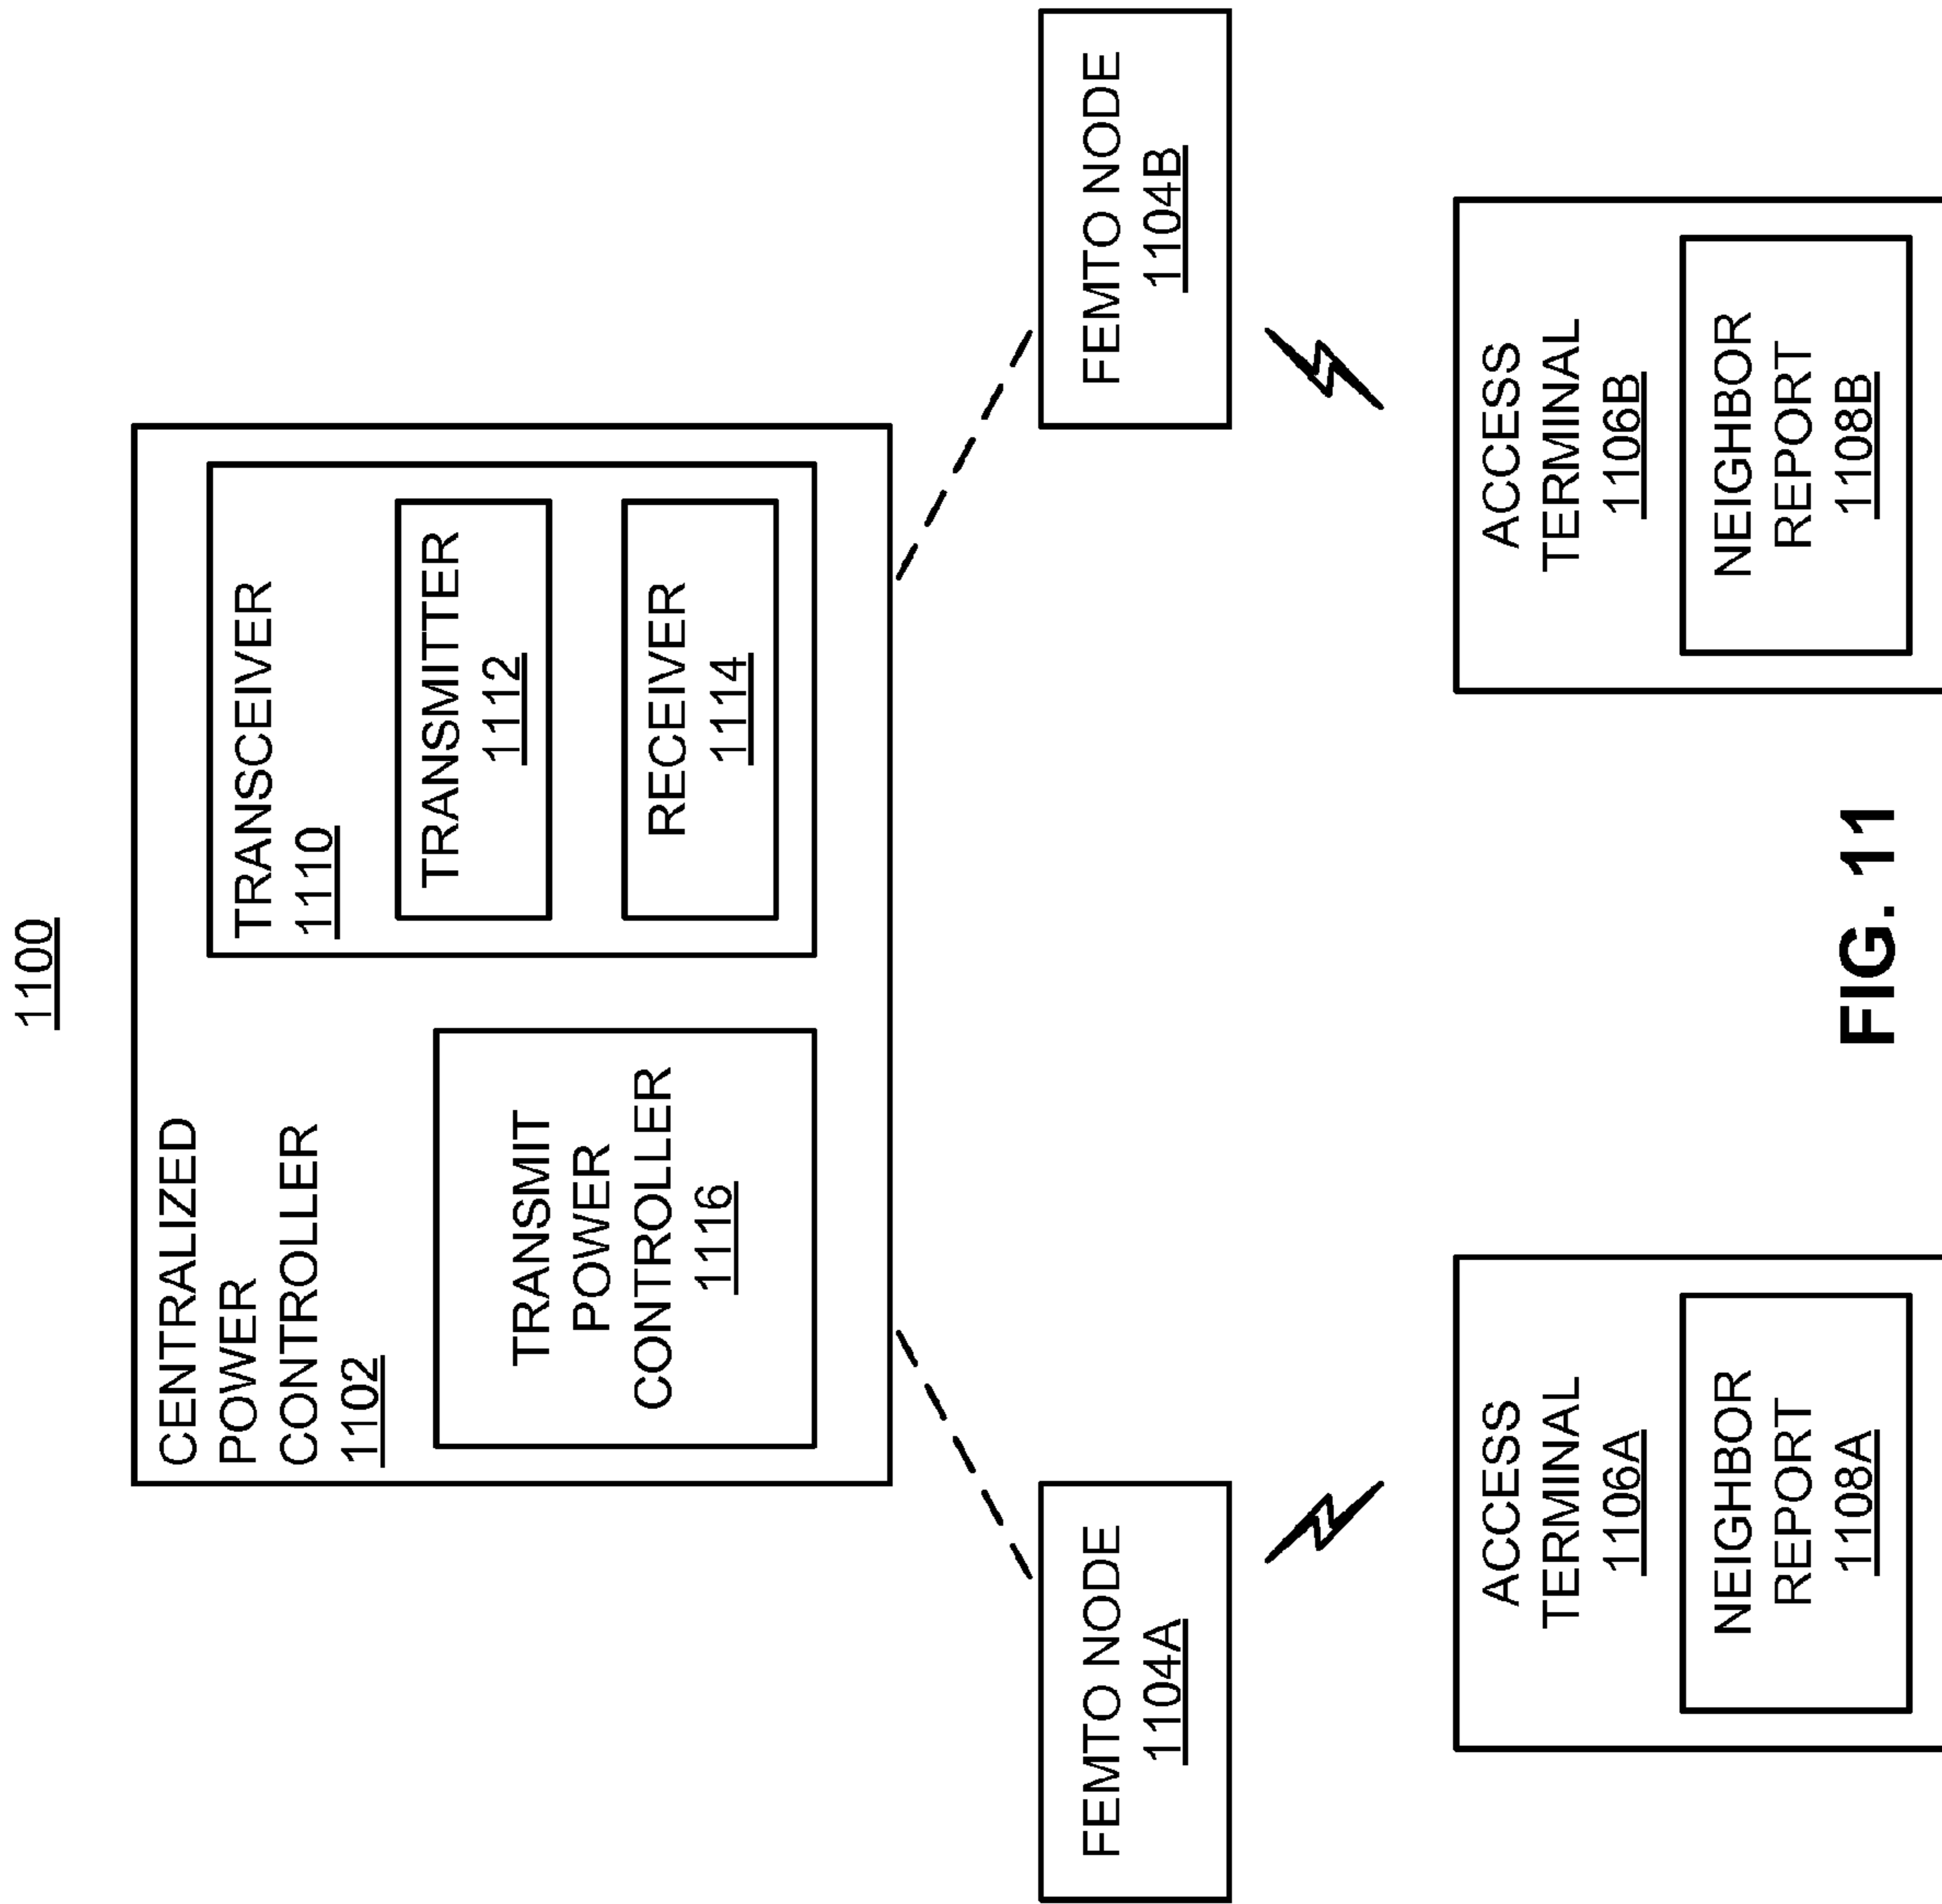 1100
CENTRALIZED
POWER
CONTROLLER
1102
TRANSMIT
POWER
CONTROLLER
1116
TRANSCEIVER
1110
TRANSMITTER
1112
RECEIVER
1114
FEMTO NODE
1104A
FEMTO NODE
1104B
ACCESS
TERMINAL
1106A
NEIGHBOR
REPORT
1108A
ACCESS
TERMINAL
1106B
NEIGHBOR
REPORT
1108B
FIG. 11